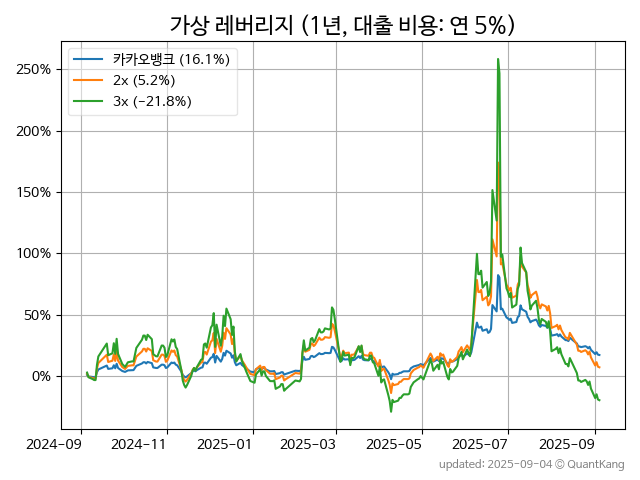 가상 레버리지 (1년, 대출 비용: 연 5%)
카카오뱅크 (16.1%)
2x (5.2%)
3x (-21.8%)
250%
200%
150%
100%
50%
0%
2024-09 2024-11 2025-01 2025-03 2025-05 2025-07 2025-09
updated: 2025-09-04 © QuantKang